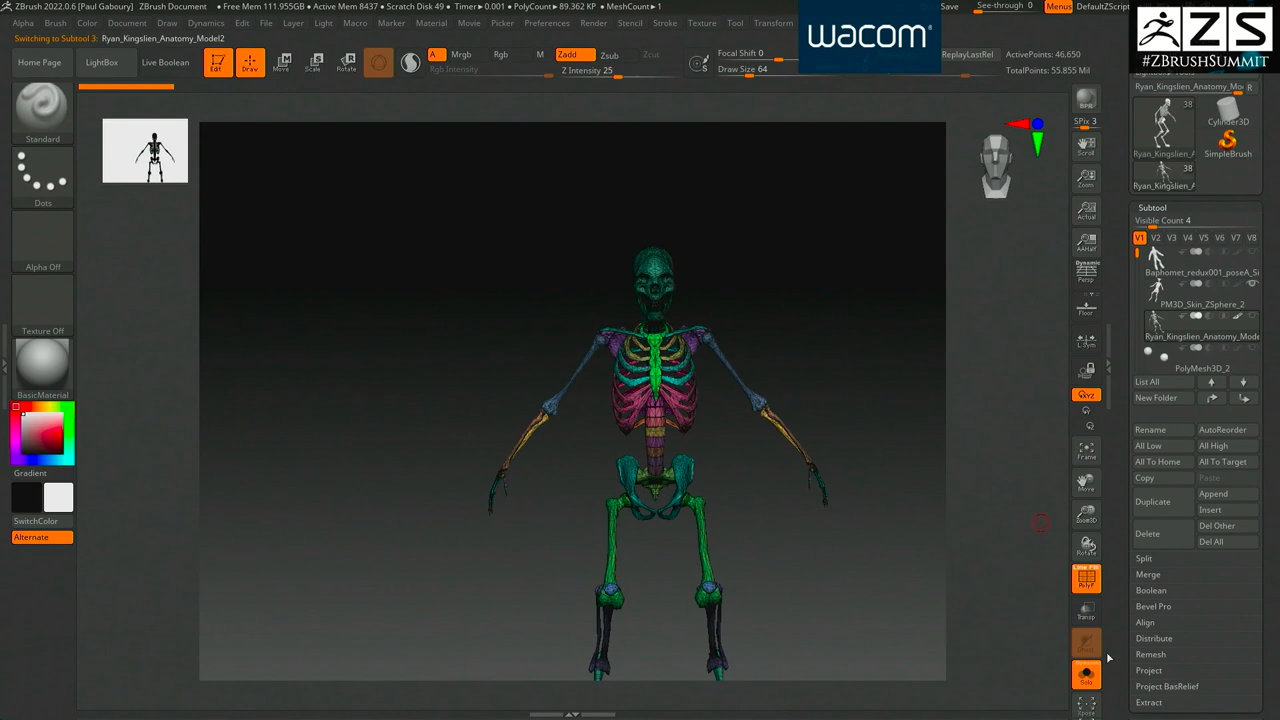 ZBrush 2022.0.6 [Paul Gaboury]
ZBrush Document
• Free Mem 111.955GB • Active Mem 8437 • Scratch Disk 49 • Timer▸0.001 • PolyCount▸89.362 KP • MeshCount▸1
Save
See-through 0
Menus
DefaultZScript
Alpha Brush Color Document Draw Dynamics Edit File Layer Light Macro Marker Material Movie Picker Preferences Render Stencil Stroke Texture Tool Transform
wacom
ZS
#ZBRUSHSUMMIT
Switching to Subtool 3: Ryan_Kingslien_Anatomy_Model2
Home Page
LightBox
Live Boolean
Edit
Draw
Move
Scale
Rotate
A
Mrgb
Rgb
M
Rgb Intensity
Zadd
Zsub
Zcut
Z Intensity 25
Focal Shift 0
Draw Size 64
ReplayLastRel
ActivePoints: 46,650
TotalPoints: 55.855 Mil
Standard
Dots
Alpha Off
Texture Off
BasicMaterial
Gradient
SwitchColor
Alternate
BPR
SPix 3
Scroll
Zoom
Actual
AAHalf
Dynamic
Persp
Floor
L.Sym
XYZ
Frame
Move
Zoom3D
Rotate
Line Fill
PolyF
Transp
Solo
Xpose
Ryan_Kingslien_Anatomy_Mo
R
38
Cylinder3D
Ryan_Kingslien_A
SimpleBrush
38
Ryan_Kingslien_A
Subtool
Visible Count 4
V1 V2 V3 V4 V5 V6 V7 V8
Baphomet_redux001_poseA_Si
PM3D_Skin_ZSphere_2
Ryan_Kingslien_Anatomy_Mode
PolyMesh3D_2
List All
New Folder
Rename
AutoReorder
All Low
All High
All To Home
All To Target
Copy
Paste
Duplicate
Append
Insert
Delete
Del Other
Del All
Split
Merge
Boolean
Bevel Pro
Align
Distribute
Remesh
Project
Project BasRelief
Extract